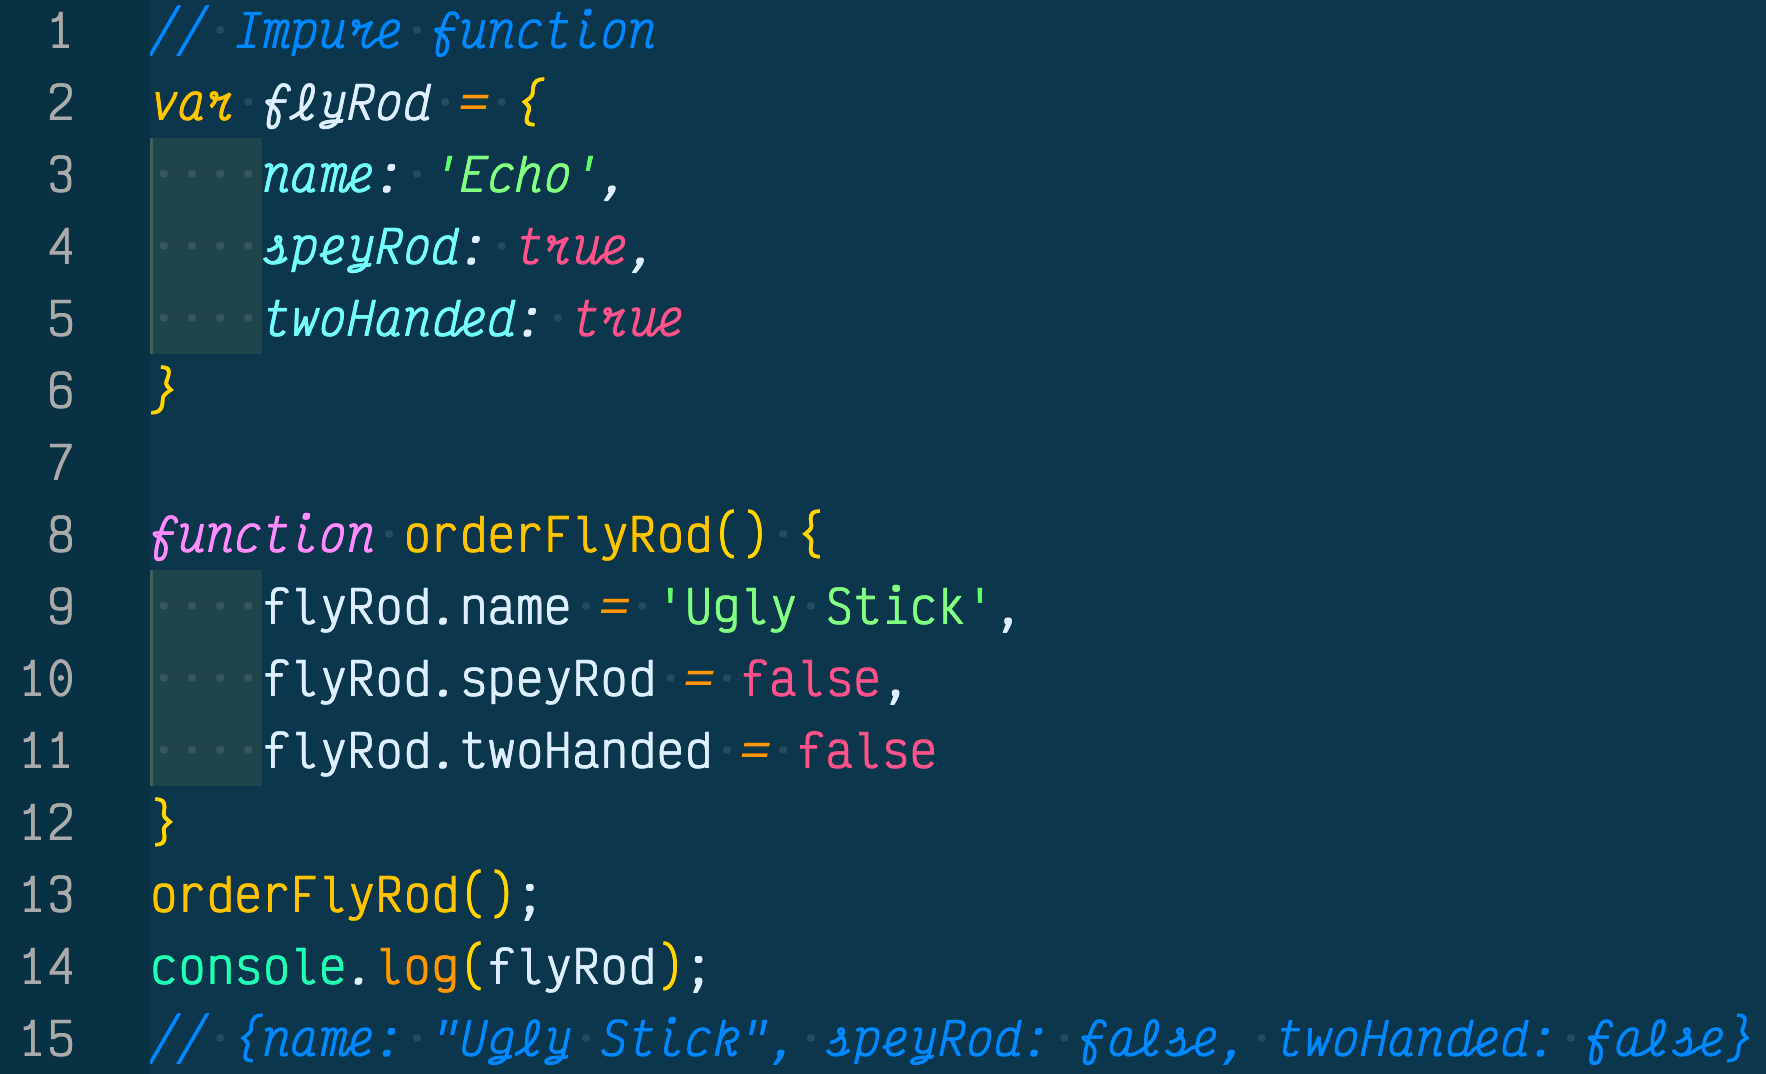 1 // Impure function
2 var flyRod = {
3     name: 'Echo',
4     speyRod: true,
5     twoHanded: true
6 }
7
8 function orderFlyRod() {
9     flyRod.name = 'Ugly Stick',
10     flyRod.speyRod = false,
11     flyRod.twoHanded = false
12 }
13 orderFlyRod();
14 console.log(flyRod);
15 // {name: "Ugly Stick", speyRod: false, twoHanded: false}